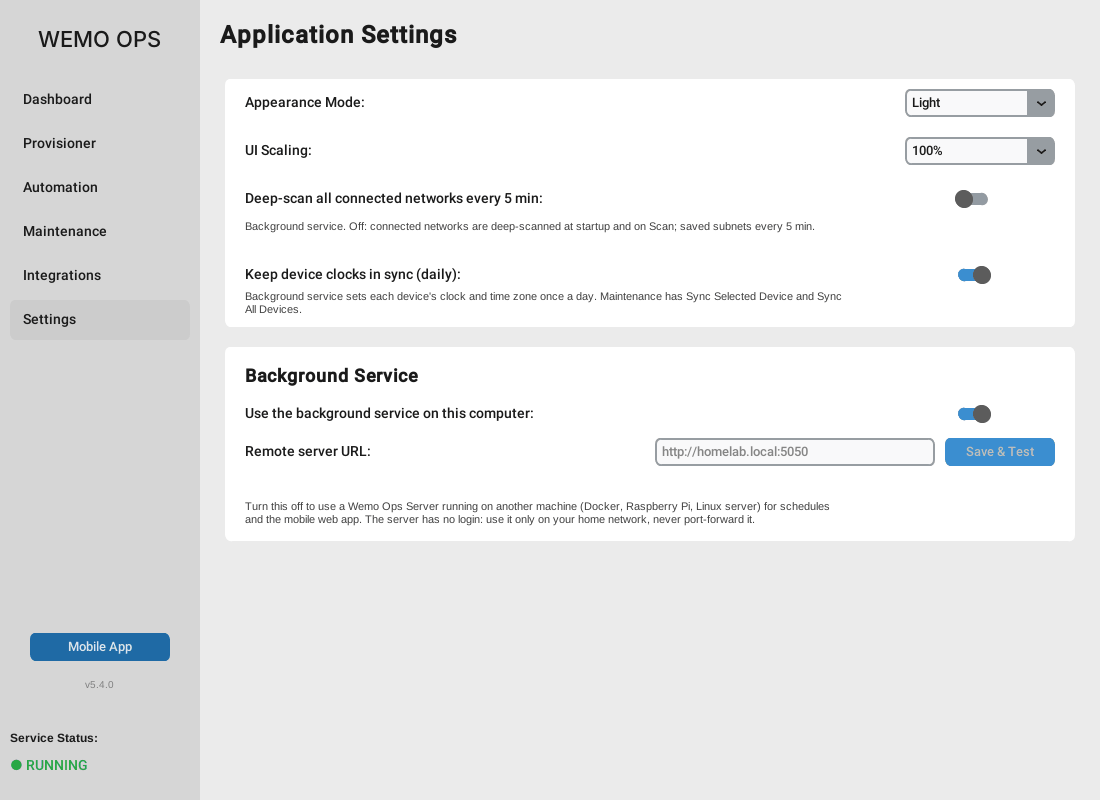 WEMO OPS
Dashboard
Provisioner
Automation
Maintenance
Integrations
Settings
Mobile App
v5.4.0
Service Status:
RUNNING
Application Settings
Appearance Mode:
Light
UI Scaling:
100%
Deep-scan all connected networks every 5 min:
Background service. Off: connected networks are deep-scanned at startup and on Scan; saved subnets every 5 min.
Keep device clocks in sync (daily):
Background service sets each device's clock and time zone once a day. Maintenance has Sync Selected Device and Sync
All Devices.
Background Service
Use the background service on this computer:
Remote server URL:
http://homelab.local:5050
Save & Test
Turn this off to use a Wemo Ops Server running on another machine (Docker, Raspberry Pi, Linux server) for schedules
and the mobile web app. The server has no login: use it only on your home network, never port-forward it.